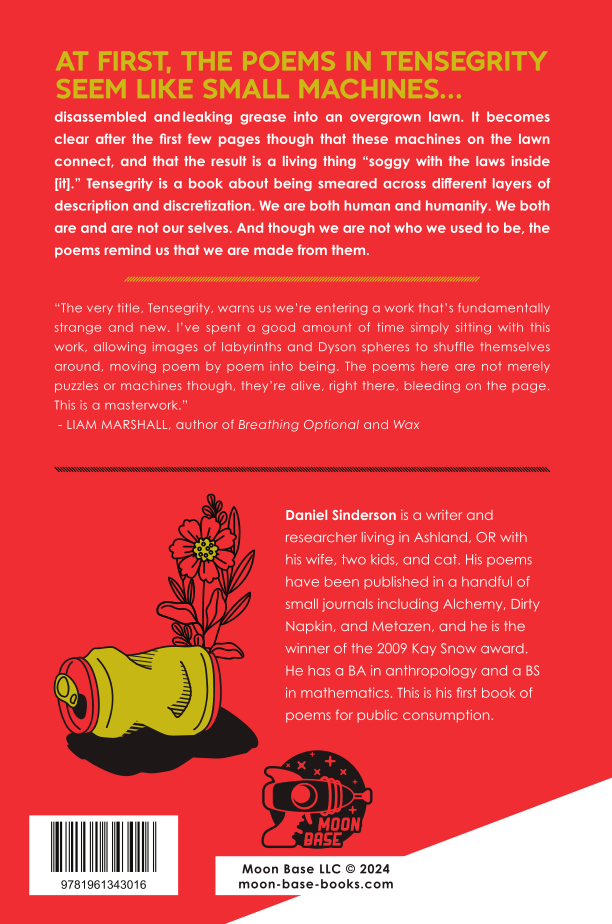 AT FIRST, THE POEMS IN TENSEGRITY
SEEM LIKE SMALL MACHINES...
disassembled and leaking grease into an overgrown lawn. It becomes
clear after the first few pages though that these machines on the lawn
connect, and that the result is a living thing “soggy with the laws inside
[it].” Tensegrity is a book about being smeared across different layers of
description and discretization. We are both human and humanity. We both
are and are not our selves. And though we are not who we used to be, the
poems remind us that we are made from them.
“The very title, Tensegrity, warns us we’re entering a work that’s fundamentally
strange and new. I’ve spent a good amount of time simply sitting with this
work, allowing images of labyrinths and Dyson spheres to shuffle themselves
around, moving poem by poem into being. The poems here are not merely
puzzles or machines though, they’re alive, right there, bleeding on the page.
This is a masterwork.”
- LIAM MARSHALL, author of Breathing Optional and Wax
Daniel Sinderson is a writer and
researcher living in Ashland, OR with
his wife, two kids, and cat. His poems
have been published in a handful of
small journals including Alchemy, Dirty
Napkin, and Metazen, and he is the
winner of the 2009 Kay Snow award.
He has a BA in anthropology and a BS
in mathematics. This is his first book of
poems for public consumption.
MOON
BASE
9781961343016
Moon Base LLC © 2024
moon-base-books.com